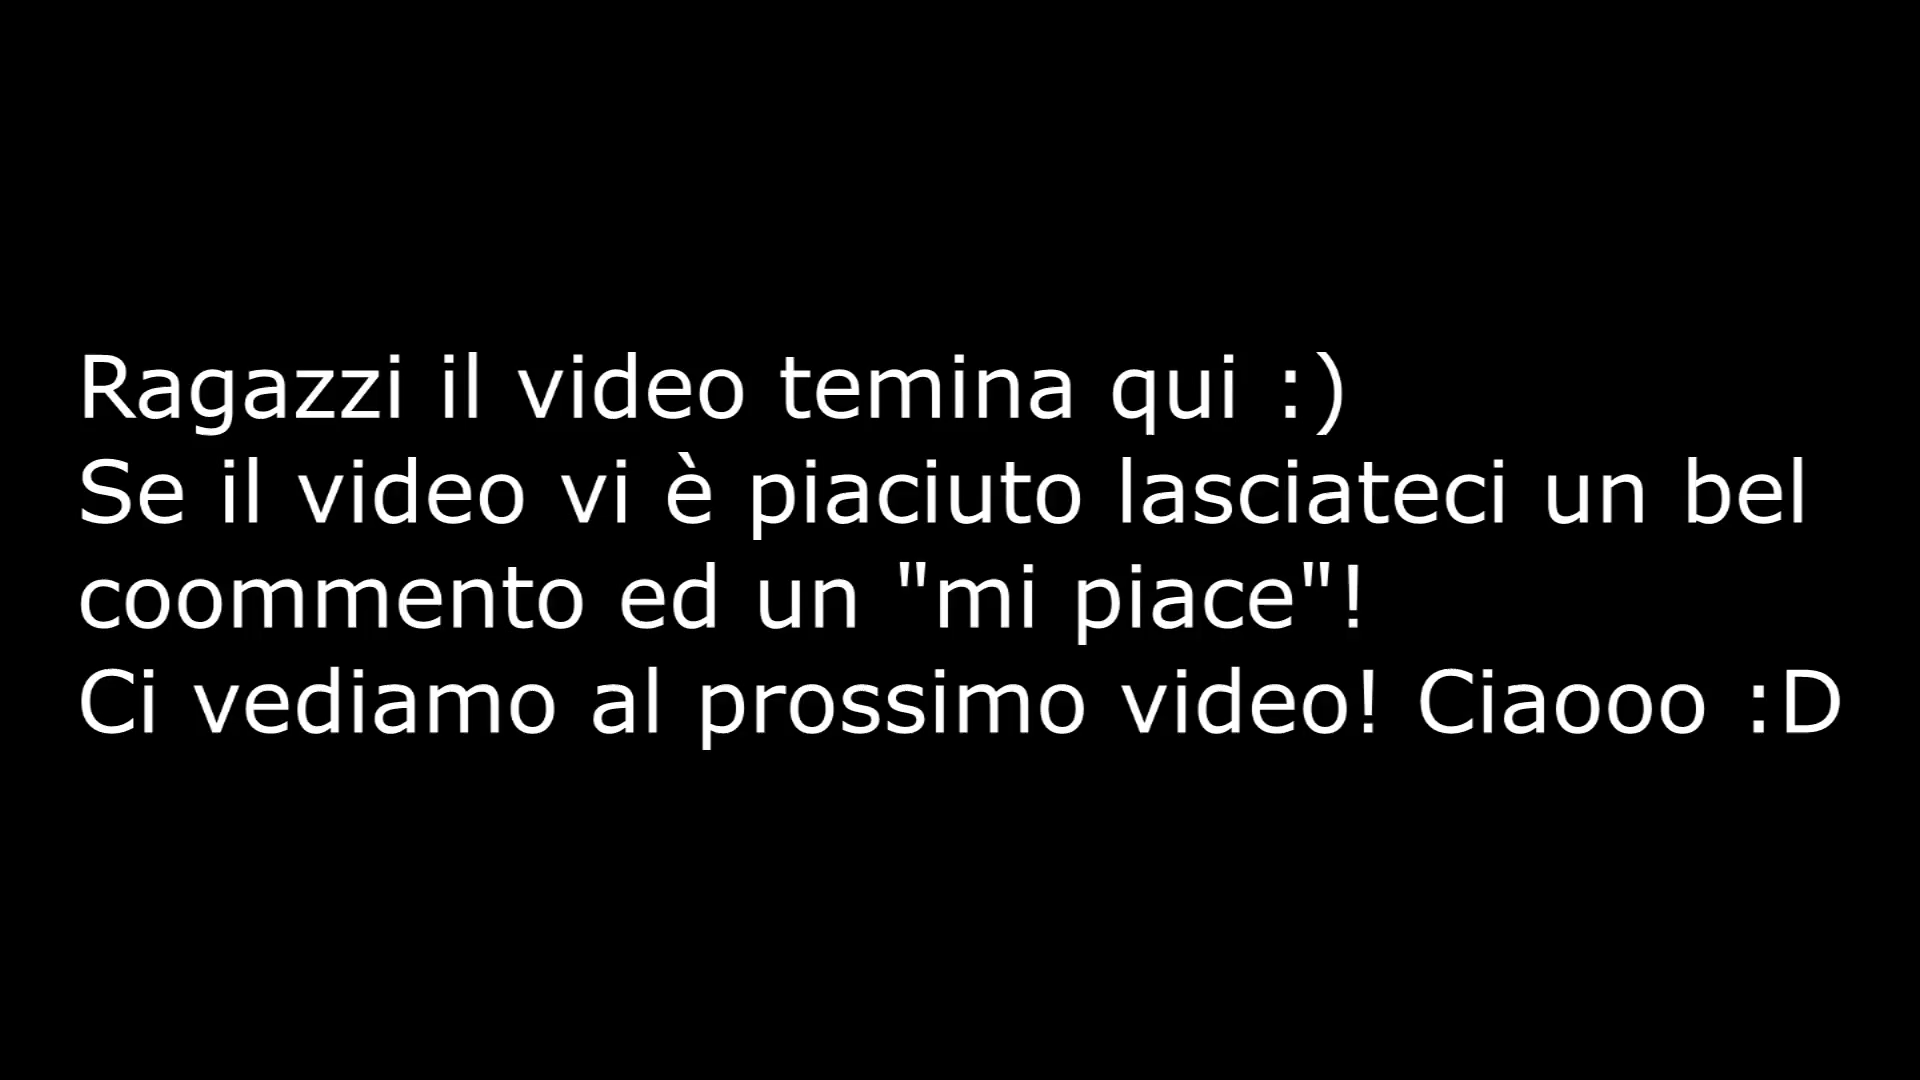 Ragazzi il video temina qui :)
Se il video vi è piaciuto lasciateci un bel
coommento ed un "mi piace"!
Ci vediamo al prossimo video! Ciaooo :D